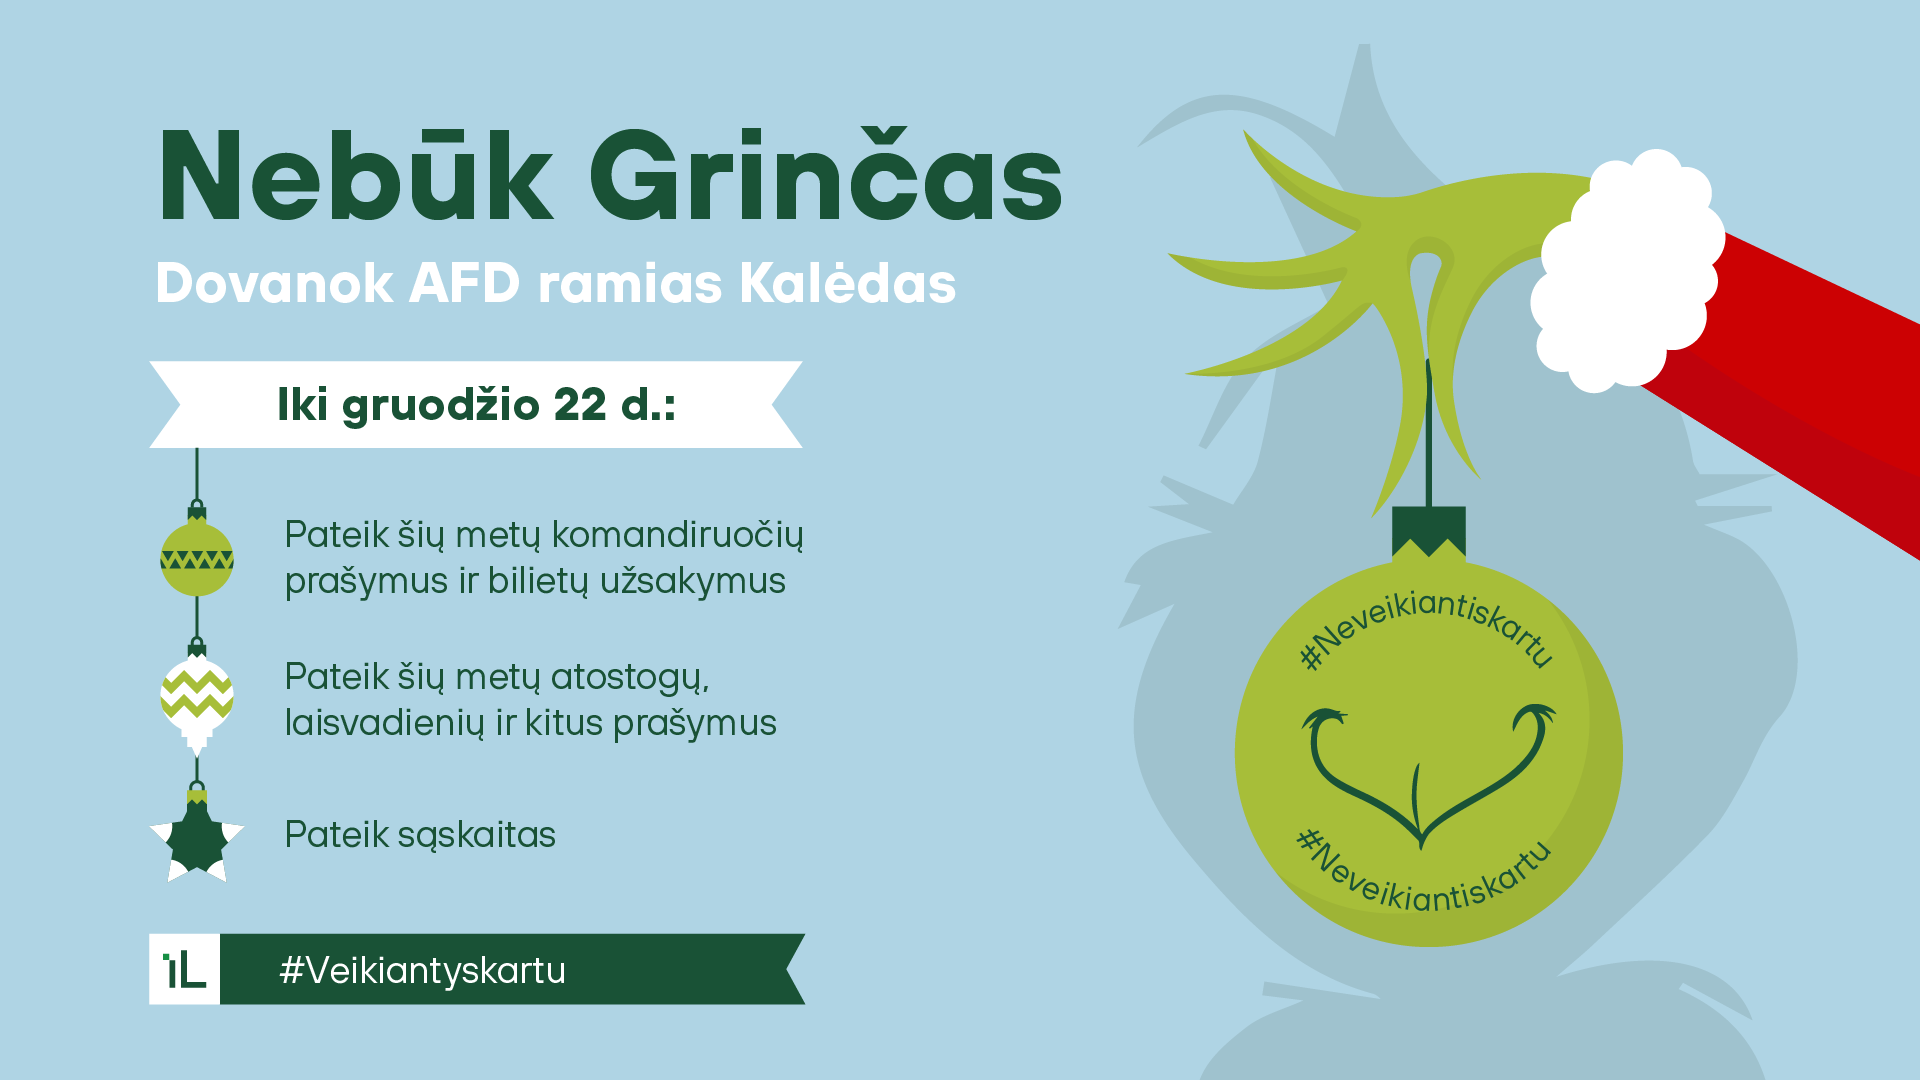 Nebūk Grinčas
Dovanok AFD ramias Kalėdas
Iki gruodžio 22 d.:
Pateik šių metų komandiruočių
prašymus ir bilietų užsakymus
Pateik šių metų atostogų,
laisvadienių ir kitus prašymus
Pateik sąskaitas
iL
#Veikiantyskartu
#Neveikiantiskartu
#Neveikiantiskartu